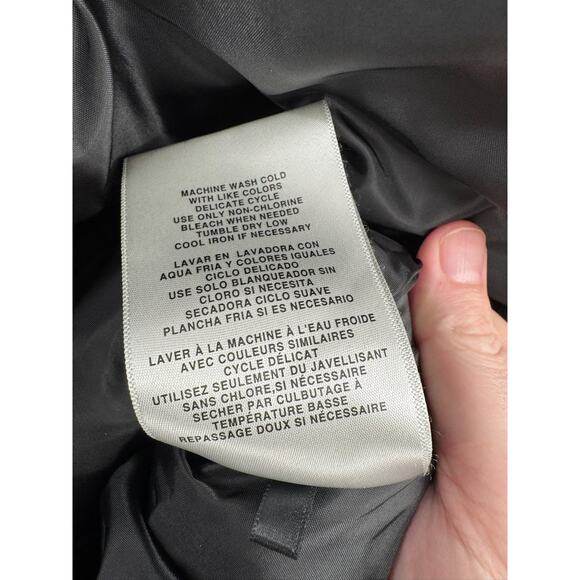 MACHINE WASH COLD
WITH LIKE COLORS
DELICATE CYCLE
USE ONLY NON-CHLORINE
BLEACH WHEN NEEDED
TUMBLE DRY LOW
COOL IRON IF NECESSARY
LAVAR EN LAVADORA CON
AQUA FRIA Y COLORES IGUALES
CICLO DELICADO
USE SOLO BLANQUEADOR SIN
CLORO SI NECESITA
SECADORA CICLO SUAVE
PLANCHA FRIA SI ES NECESARIO
LAVER À LA MACHINE À L'EAU FROIDE
AVEC COULEURS SIMILAIRES
CYCLE DÉLICAT
UTILISEZ SEULEMENT DU JAVELLISANT
SANS CHLORE,SI NÉCESSAIRE
SECHER PAR CULBUTAGE À
TEMPÉRATURE BASSE
REPASSAGE DOUX SI NÉCESSAIRE